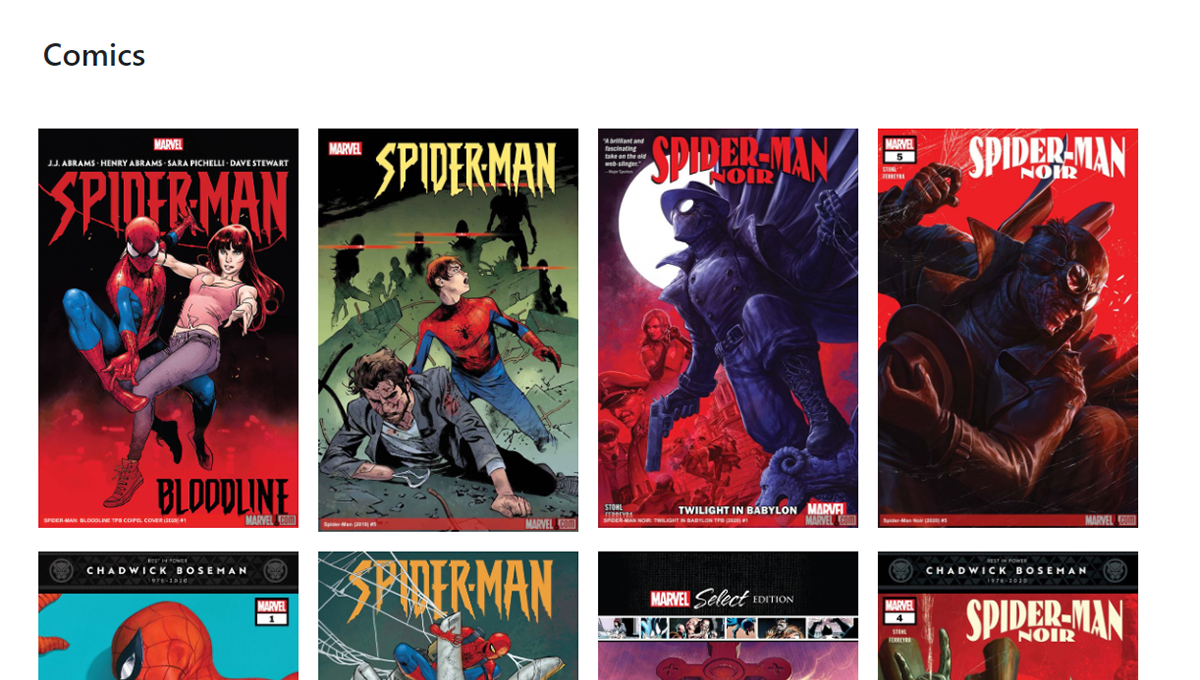 Comics
MARVEL
J.J. ABRAMS · HENRY ABRAMS · SARA PICHELLI · DAVE STEWART
SPIDER-MAN
BLOODLINE
SPIDER-MAN: BLOODLINE TPB COIPEL COVER (2020) #1
MARVEL .COM
MARVEL
SPIDER-MAN
Spider-Man (2019) #5
MARVEL .COM
"A brilliant and
fascinating
take on the old
web-slinger."
SPIDER-MAN
NOIR
TWILIGHT IN BABYLON
STOHL
FERREYRA
MARVEL
SPIDER-MAN NOIR: TWILIGHT IN BABYLON TPB (2020) #1
MARVEL .COM
MARVEL
5
STOHL
FERREYRA
SPIDER-MAN
NOIR
Spider-Man Noir (2020) #5
MARVEL .COM
REST IN POWER
CHADWICK BOSEMAN
1976-2020
MARVEL
1
SPIDER-MAN
MARVEL Select EDITION
REST IN POWER
CHADWICK BOSEMAN
1976-2020
MARVEL
4
STOHL
FERREYRA
SPIDER-MAN
NOIR